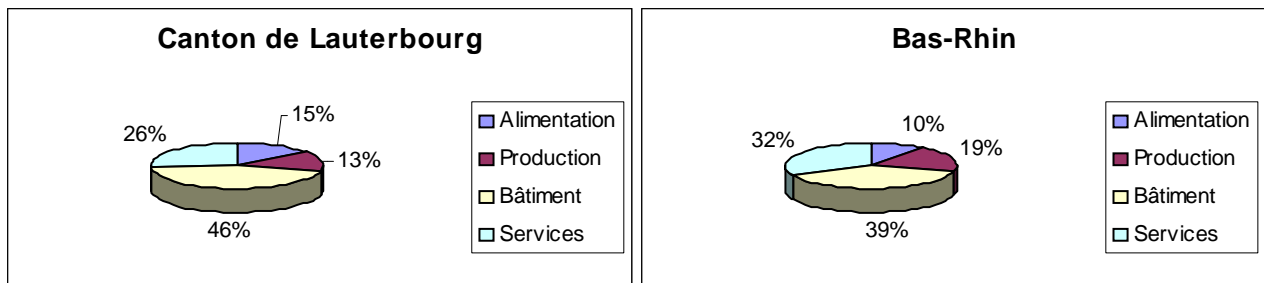 Canton de Lauterbourg
15%
26%
13%
46%
Alimentation
Production
Bâtiment
Services
Bas-Rhin
10%
32%
19%
39%
Alimentation
Production
Bâtiment
Services